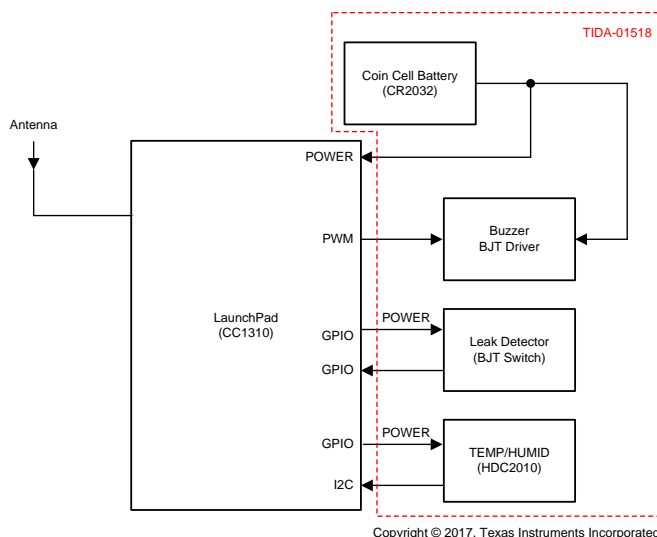 TIDA-01518
Coin Cell Battery
(CR2032)
Antenna
POWER
PWM
Buzzer
BJT Driver
LaunchPad
(CC1310)
GPIO
POWER
Leak Detector
(BJT Switch)
GPIO
GPIO
POWER
TEMP/HUMID
(HDC2010)
I2C
Copyright © 2017, Texas Instruments Incorporated